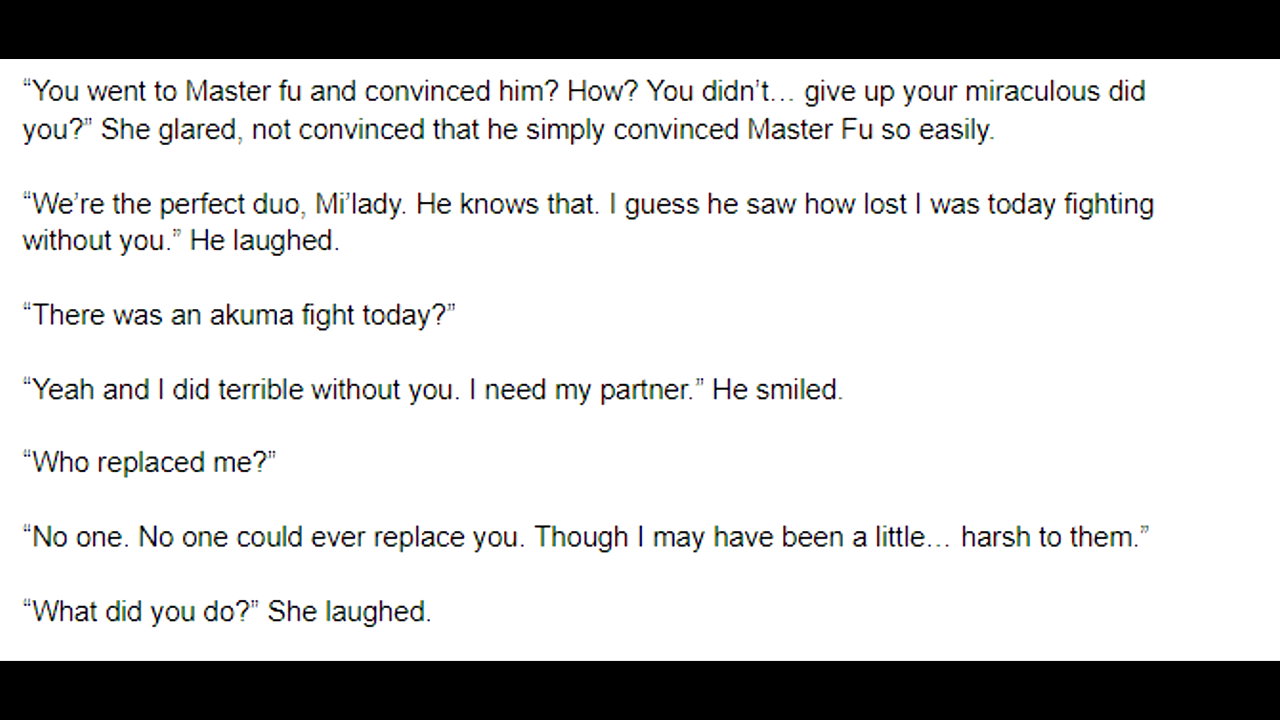 “You went to Master fu and convinced him? How? You didn’t… give up your miraculous did
you?” She glared, not convinced that he simply convinced Master Fu so easily.
“We’re the perfect duo, Mi’lady. He knows that. I guess he saw how lost I was today fighting
without you.” He laughed.
“There was an akuma fight today?”
“Yeah and I did terrible without you. I need my partner.” He smiled.
“Who replaced me?”
“No one. No one could ever replace you. Though I may have been a little… harsh to them.”
“What did you do?” She laughed.